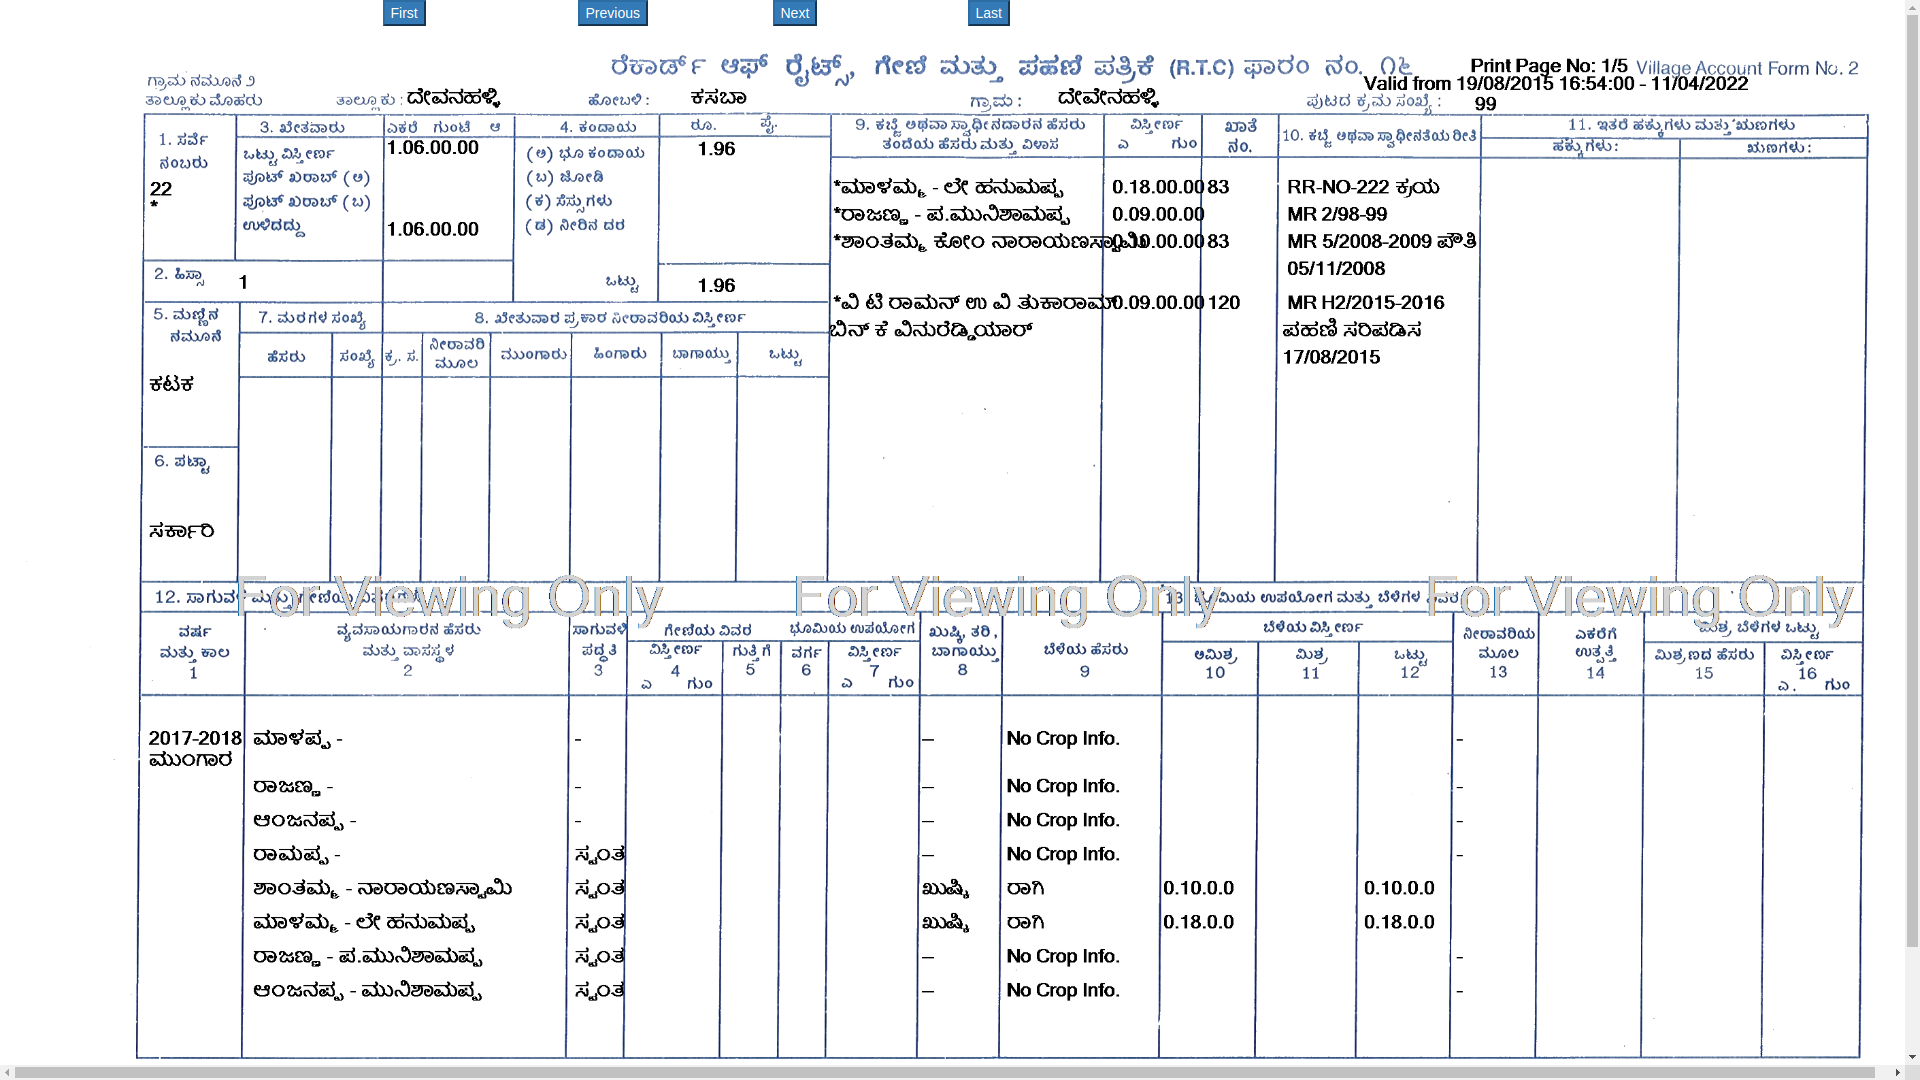 First Previous Next Last
ರೆಕಾರ್ಡ್ ಆಫ್ ರೈಟ್ಸ್, ಗೇಣಿ ಮತ್ತು ಪಹಣಿ ಪತ್ರಿಕೆ (R.T.C) ಫಾರಂ ನಂ. ೧೬
Print Page No: 1/5 Village Account Form No. 2
ಗ್ರಾಮ ನಮೂನೆ ೨
Valid from 19/08/2015 16:54:00 - 11/04/2022
ತಾಲ್ಲೂಕು ಮೊಹರು ತಾಲ್ಲೂಕು : ದೇವನಹಳ್ಳಿ ಹೋಬಳಿ : ಕಸಬಾ ಗ್ರಾಮ : ದೇವೇನಹಳ್ಳಿ ಪುಟದ ಕ್ರಮ ಸಂಖ್ಯೆ : 99
1. ಸರ್ವೆ ನಂಬರು
22
*
3. ಖೇತವಾರು ಎಕರೆ ಗುಂಟೆ ಆ
ಒಟ್ಟು ವಿಸ್ತೀರ್ಣ 1.06.00.00
ಪೂಟ್ ಖರಾಬ್ (ಅ)
ಪೂಟ್ ಖರಾಬ್ (ಬ)
ಉಳಿದದ್ದು 1.06.00.00
4. ಕಂದಾಯ ರೂ. ಪೈ.
(ಅ) ಭೂ ಕಂದಾಯ 1.96
(ಬ) ಜೋಡಿ
(ಕ) ಸೆಸ್ಸುಗಳು
(ಡ) ನೀರಿನ ದರ
ಒಟ್ಟು 1.96
2. ಹಿಸ್ಸಾ 1
5. ಮಣ್ಣಿನ ನಮೂನೆ
ಕಟಕ
6. ಪಟ್ಟಾ
ಸರ್ಕಾರಿ
7. ಮರಗಳ ಸಂಖ್ಯೆ
ಹೆಸರು ಸಂಖ್ಯೆ
8. ಖೇತುವಾರ ಪ್ರಕಾರ ನೀರಾವರಿಯ ವಿಸ್ತೀರ್ಣ
ಕ್ರ. ಸ. ನೀರಾವರಿ ಮೂಲ ಮುಂಗಾರು ಹಿಂಗಾರು ಬಾಗಾಯ್ತು ಒಟ್ಟು
9. ಕಬ್ಜೆ ಅಥವಾ ಸ್ವಾಧೀನದಾರನ ಹೆಸರು ವಿಸ್ತೀರ್ಣ ಖಾತೆ
ತಂದೆಯ ಹೆಸರು ಮತ್ತು ವಿಳಾಸ ಎ ಗುಂ ನಂ.
10. ಕಬ್ಜೆ ಅಥವಾ ಸ್ವಾಧೀನತೆಯ ರೀತಿ
11. ಇತರೆ ಹಕ್ಕುಗಳು ಮತ್ತು ಋಣಗಳು
ಹಕ್ಕುಗಳು : ಋಣಗಳು :
*ಮಾಳಮ್ಮ - ಲೇ ಹನುಮಪ್ಪ 0.18.00.00 83 RR-NO-222 ಕ್ರಯ
*ರಾಜಣ್ಣ - ಪ.ಮುನಿಶಾಮಪ್ಪ 0.09.00.00 MR 2/98-99
*ಶಾಂತಮ್ಮ ಕೋಂ ನಾರಾಯಣಸ್ವಾಮಿ 0.10.00.00 83 MR 5/2008-2009 ಪೌತಿ
05/11/2008
*ವಿ ಟಿ ರಾಮನ್ ಉ ವಿ ತುಕಾರಾಮ್ 0.09.00.00 120 MR H2/2015-2016
ಬಿನ್ ಕೆ ವಿನುರೆಡ್ಡಿಯಾರ್ ಪಹಣಿ ಸರಿಪಡಿಸ
17/08/2015
For Viewing Only For Viewing Only For Viewing Only
12. ಸಾಗುವಳಿ ಮತ್ತು ಗೇಣಿಯ
13. ಭೂಮಿಯ ಉಪಯೋಗ ಮತ್ತು ಬೆಳೆಗಳ
ವರ್ಷ ಮತ್ತು ಕಾಲ 1
ವ್ಯವಸಾಯಗಾರನ ಹೆಸರು ಮತ್ತು ವಾಸಸ್ಥಳ 2
ಸಾಗುವಳಿ ಪದ್ಧತಿ 3
ಗೇಣಿಯ ವಿವರ
ವಿಸ್ತೀರ್ಣ 4 ಎ ಗುಂ
ಗುತ್ತಿಗೆ 5
ಭೂಮಿಯ ಉಪಯೋಗ
ವರ್ಗ 6
ವಿಸ್ತೀರ್ಣ 7 ಎ ಗುಂ
ಖುಷ್ಕಿ, ತರಿ, ಬಾಗಾಯ್ತು 8
ಬೆಳೆಯ ಹೆಸರು 9
ಬೆಳೆಯ ವಿಸ್ತೀರ್ಣ
ಅಮಿಶ್ರ 10
ಮಿಶ್ರ 11
ಒಟ್ಟು 12
ನೀರಾವರಿಯ ಮೂಲ 13
ಎಕರೆಗೆ ಉತ್ಪತ್ತಿ 14
ಮಿಶ್ರ ಬೆಳೆಗಳ ಒಟ್ಟು
ಮಿಶ್ರಣದ ಹೆಸರು 15
ವಿಸ್ತೀರ್ಣ 16 ಎ. ಗುಂ
2017-2018 ಮಾಳಪ್ಪ - - – No Crop Info. -
ಮುಂಗಾರ
ರಾಜಣ್ಣ - - – No Crop Info. -
ಆಂಜನಪ್ಪ - - – No Crop Info. -
ರಾಮಪ್ಪ - ಸ್ವಂತ – No Crop Info. -
ಶಾಂತಮ್ಮ - ನಾರಾಯಣಸ್ವಾಮಿ ಸ್ವಂತ ಖುಷ್ಕಿ ರಾಗಿ 0.10.0.0 0.10.0.0
ಮಾಳಮ್ಮ - ಲೇ ಹನುಮಪ್ಪ ಸ್ವಂತ ಖುಷ್ಕಿ ರಾಗಿ 0.18.0.0 0.18.0.0
ರಾಜಣ್ಣ - ಪ.ಮುನಿಶಾಮಪ್ಪ ಸ್ವಂತ – No Crop Info. -
ಆಂಜನಪ್ಪ - ಮುನಿಶಾಮಪ್ಪ ಸ್ವಂತ – No Crop Info. -